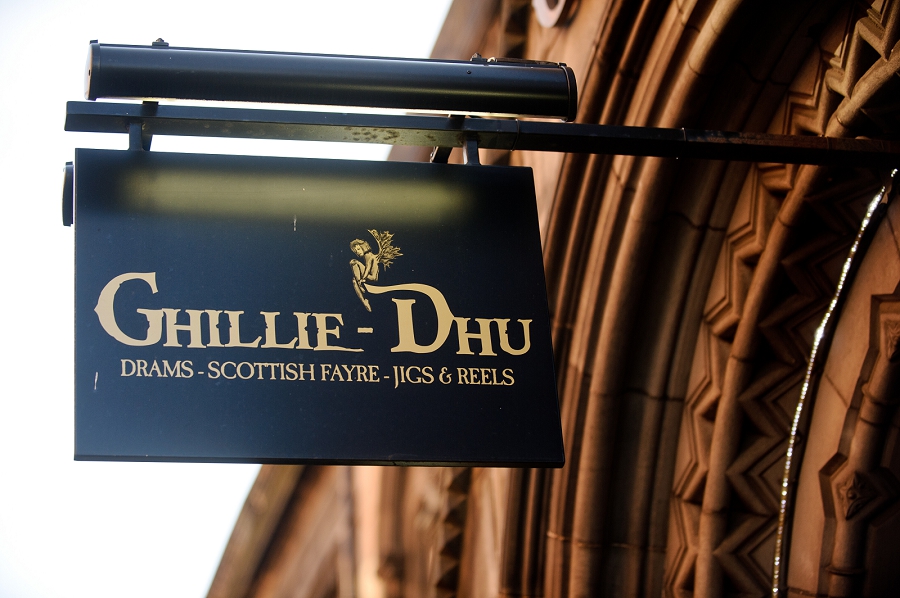 GHILLIE-DHU
DRAMS - SCOTTISH FAYRE - JIGS & REELS